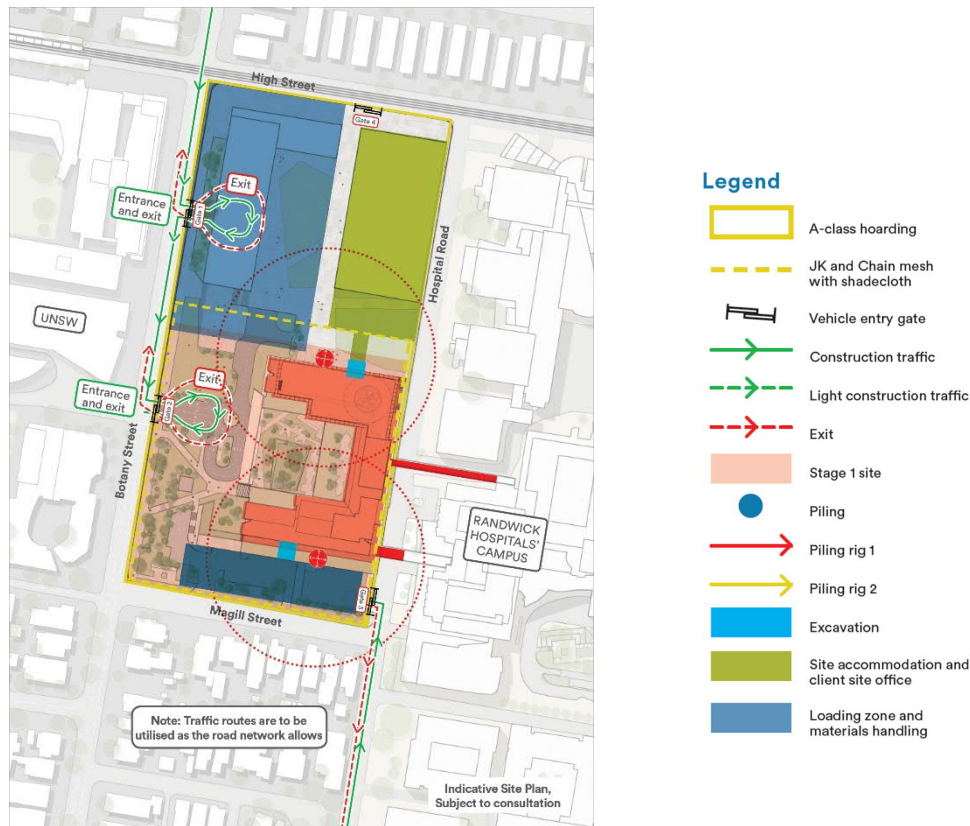 High Street
Gate 4
Exit
Entrance
and exit
Gate 1
Hospital Road
UNSW
Exit
Entrance
and exit
Gate 2
Botany Street
RANDWICK
HOSPITALS'
CAMPUS
Gate 3
Magill Street
Note: Traffic routes are to be
utilised as the road network allows
Indicative Site Plan,
Subject to consultation
Legend
A-class hoarding
JK and Chain mesh
with shadecloth
Vehicle entry gate
Construction traffic
Light construction traffic
Exit
Stage 1 site
Piling
Piling rig 1
Piling rig 2
Excavation
Site accommodation and
client site office
Loading zone and
materials handling